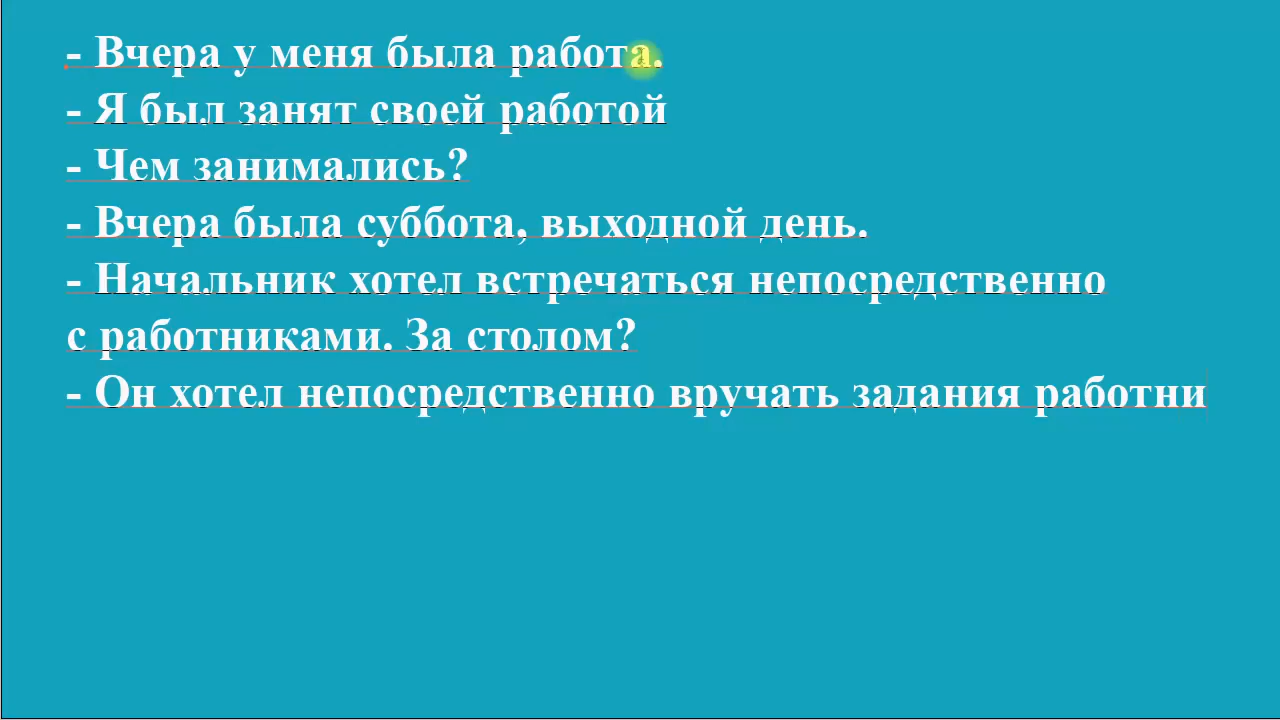 - Вчера у меня была работа.
- Я был занят своей работой
- Чем занимались?
- Вчера была суббота, выходной день.
- Начальник хотел встречаться непосредственно
с работниками. За столом?
- Он хотел непосредственно вручать задания работни